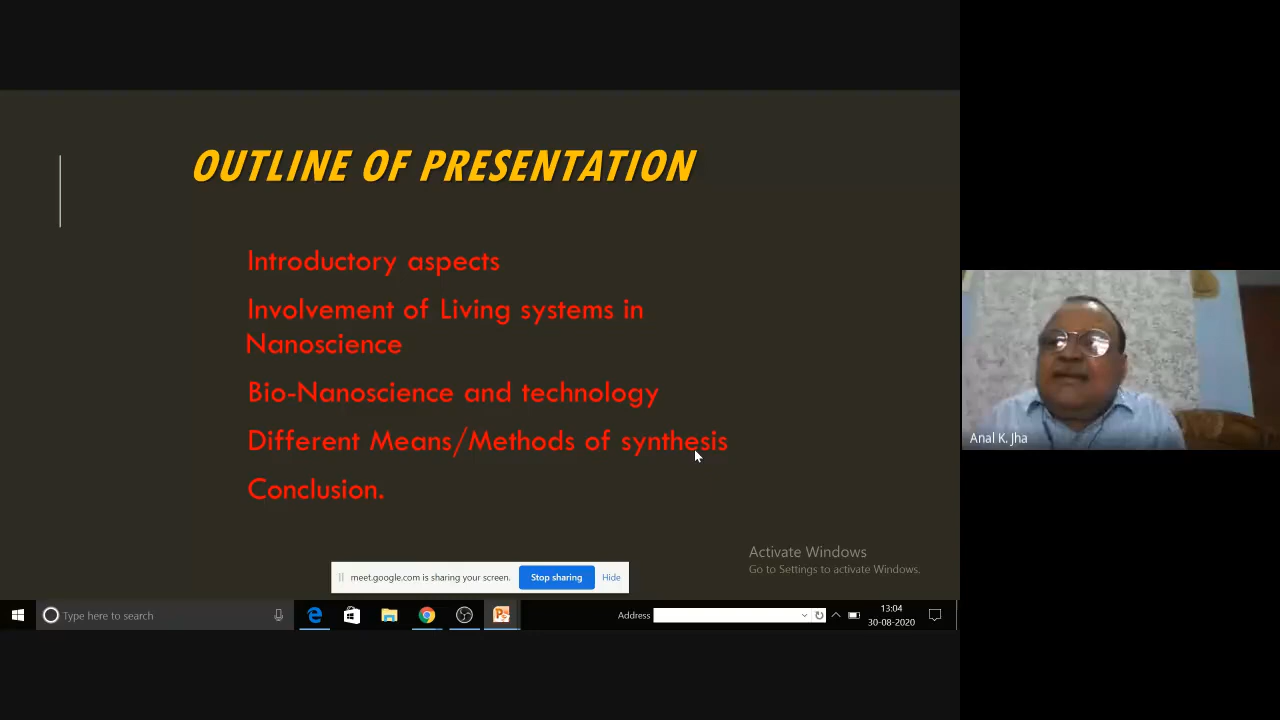 OUTLINE OF PRESENTATION
Introductory aspects
Involvement of Living systems in
Nanoscience
Bio-Nanoscience and technology
Different Means/Methods of synthesis
Conclusion.
Anal K. Jha
Activate Windows
Go to Settings to activate Windows.
meet.google.com is sharing your screen.
Stop sharing
Hide
Type here to search
Address
13:04
30-08-2020